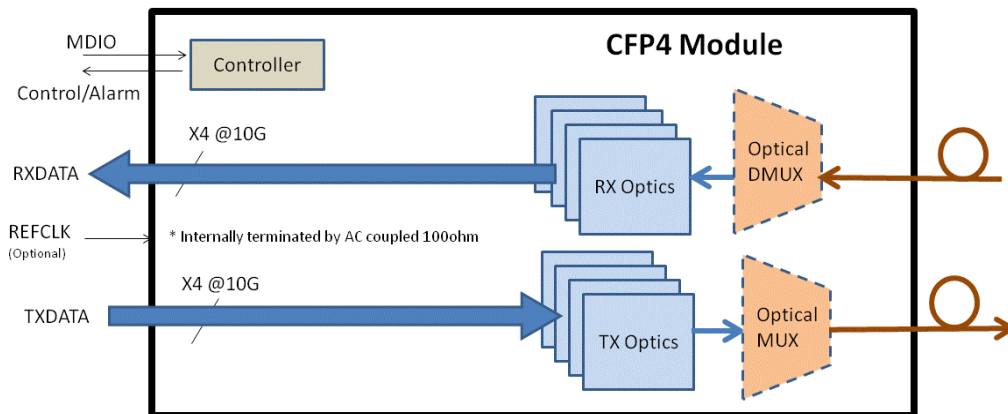 CFP4 Module
MDIO
Controller
Control/Alarm
X4 @10G
RXDATA
RX Optics
Optical
DMUX
REFCLK
(Optional)
* Internally terminated by AC coupled 100ohm
X4 @10G
TXDATA
TX Optics
Optical
MUX